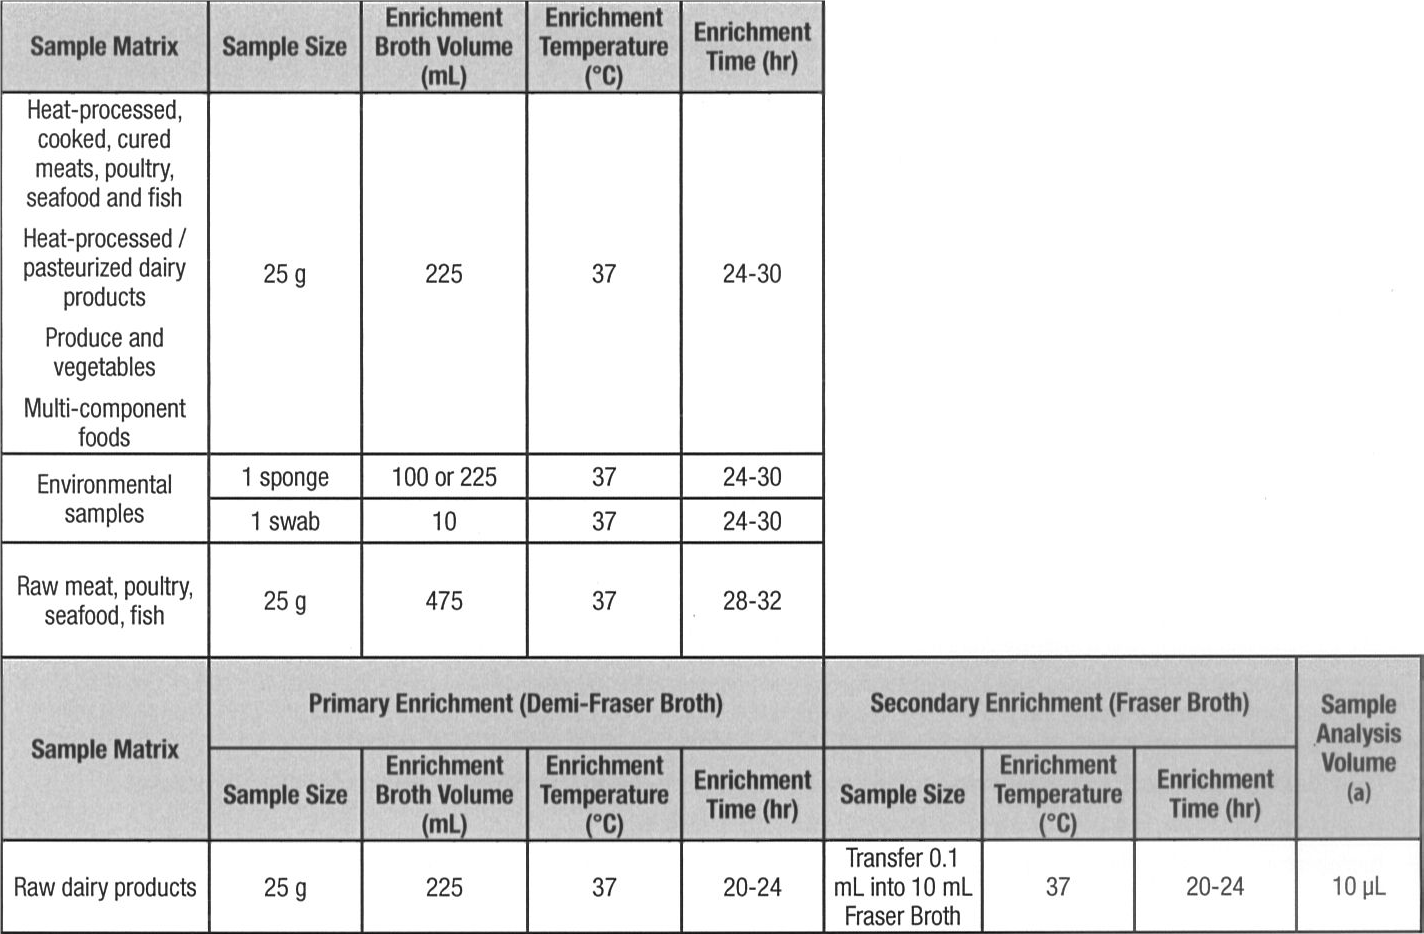 Sample Matrix
Sample Size
Enrichment
Broth Volume
(mL)
Enrichment
Temperature
(°C)
Enrichment
Time (hr)
Heat-processed,
cooked, cured
meats, poultry,
seafood and fish
Heat-processed /
pasteurized dairy
products
Produce and
vegetables
Multi-component
foods
25 g
225
37
24-30
Environmental
samples
1 sponge
100 or 225
37
24-30
1 swab
10
37
24-30
Raw meat, poultry,
seafood, fish
25 g
475
37
28-32
Sample Matrix
Primary Enrichment (Demi-Fraser Broth)
Secondary Enrichment (Fraser Broth)
Sample
Analysis
Volume
(a)
Sample Size
Enrichment
Broth Volume
(mL)
Enrichment
Temperature
(°C)
Enrichment
Time (hr)
Sample Size
Enrichment
Temperature
(°C)
Enrichment
Time (hr)
Raw dairy products
25 g
225
37
20-24
Transfer 0.1
mL into 10 mL
Fraser Broth
37
20-24
10 µL